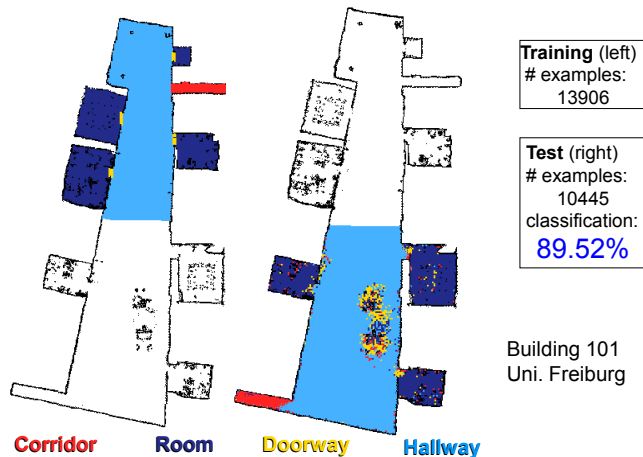 Training (left)
# examples:
13906
Test (right)
# examples:
10445
classification:
89.52%
Building 101
Uni. Freiburg
Corridor Room Doorway Hallway